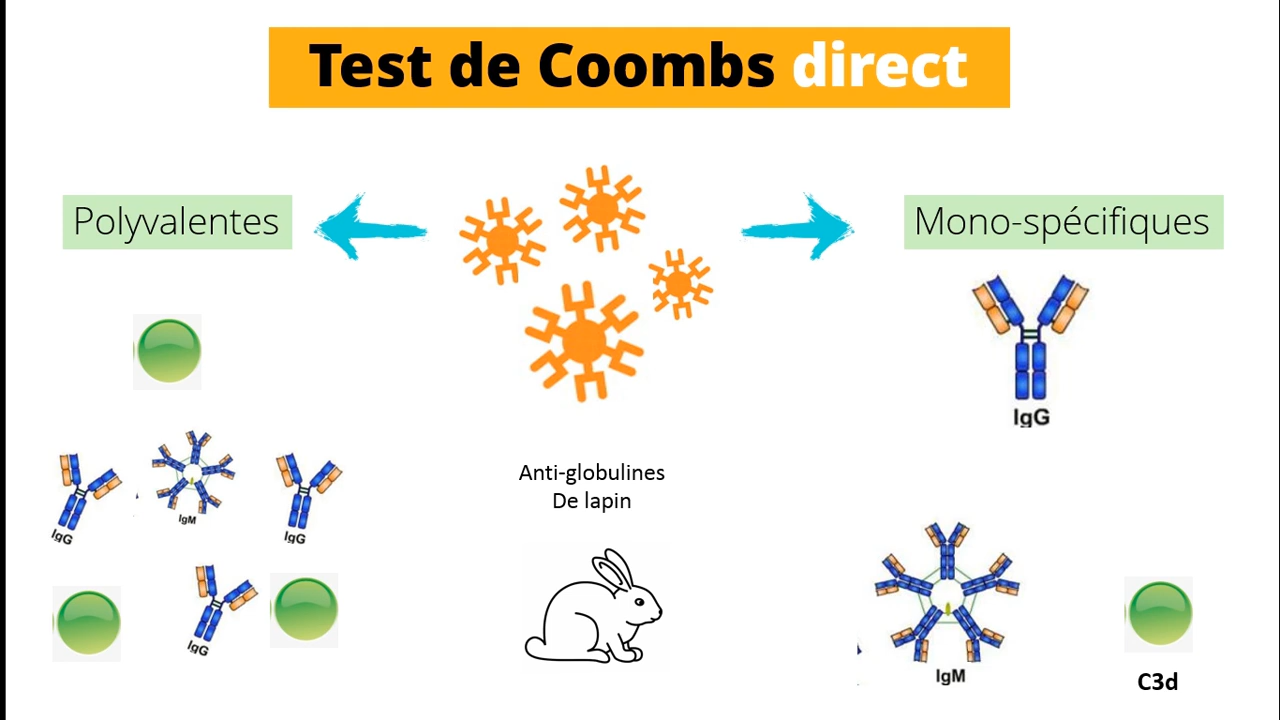 Test de Coombs direct
Polyvalentes
Mono-spécifiques
IgG
Anti-globulines
De lapin
IgM
IgG
IgG
IgG
IgM
C3d